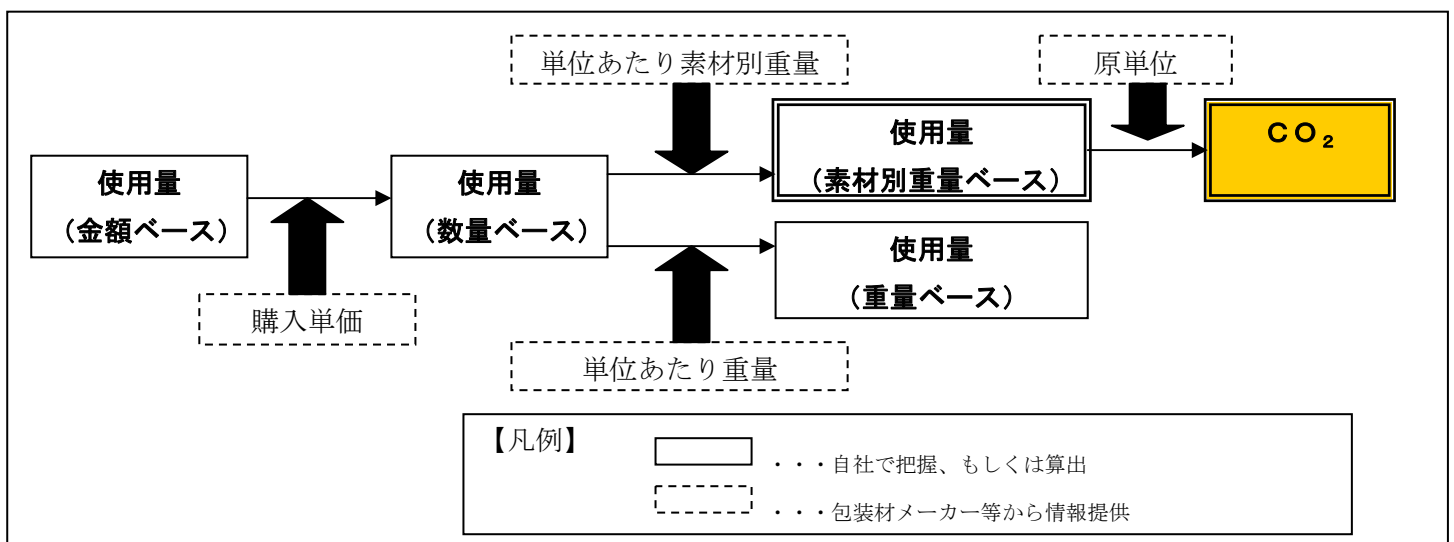 単位あたり素材別重量
原単位
使用量
(素材別重量ベース)
CO₂
使用量
(金額ベース)
使用量
(数量ベース)
使用量
(重量ベース)
購入単価
単位あたり重量
【凡例】
・・・自社で把握、もしくは算出
・・・包装材メーカー等から情報提供